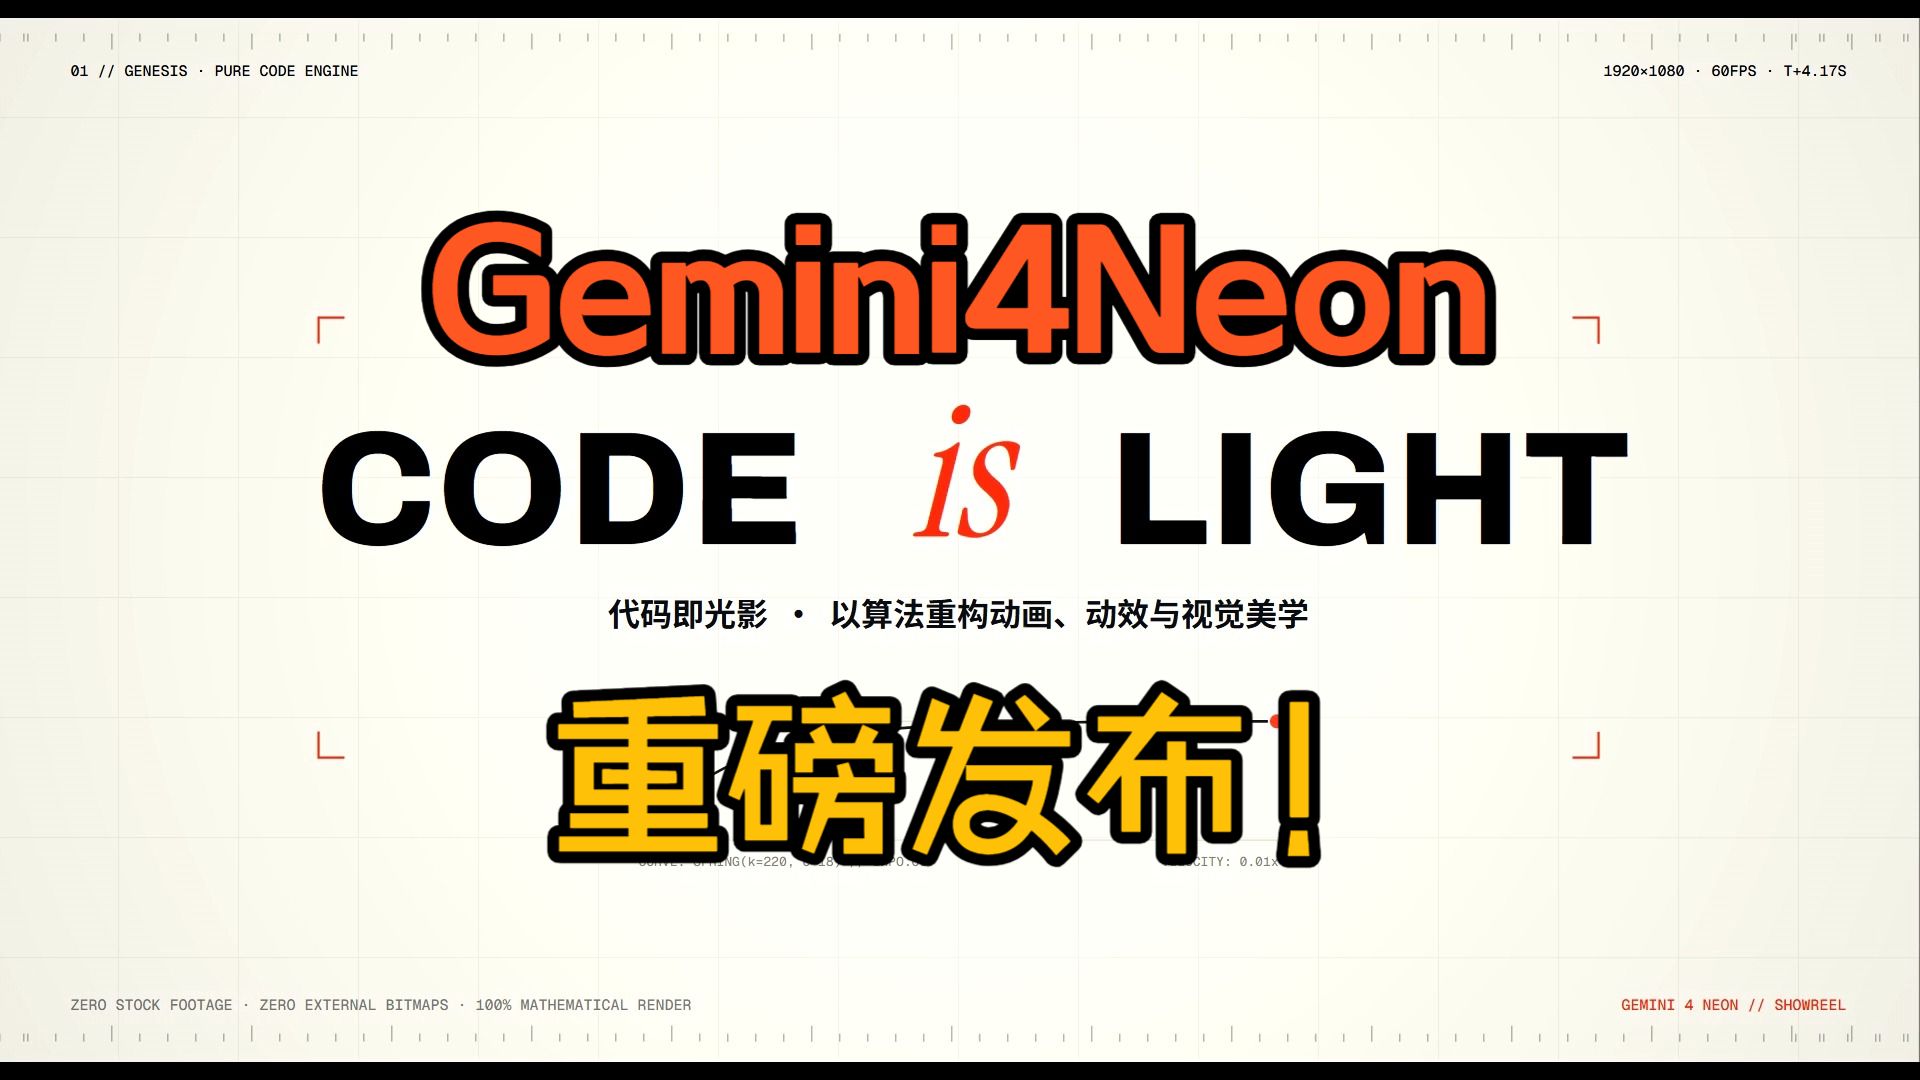 01 // GENESIS · PURE CODE ENGINE
1920×1080 · 60FPS · T+4.17S
Gemini4Neon
CODE is LIGHT
代码即光影 · 以算法重构动画、动效与视觉美学
重磅发布！
ZERO STOCK FOOTAGE · ZERO EXTERNAL BITMAPS · 100% MATHEMATICAL RENDER
GEMINI 4 NEON // SHOWREEL